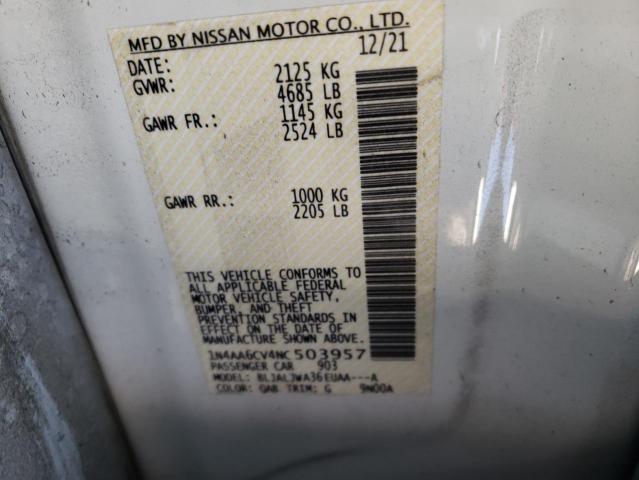 MFD BY NISSAN MOTOR CO., LTD.
DATE: 12/21
GVWR: 2125 KG
4685 LB
GAWR FR.: 1145 KG
2524 LB
GAWR RR.: 1000 KG
2205 LB
THIS VEHICLE CONFORMS TO
ALL APPLICABLE FEDERAL
MOTOR VEHICLE SAFETY,
BUMPER, AND THEFT
PREVENTION STANDARDS IN
EFFECT ON THE DATE OF
MANUFACTURE SHOWN ABOVE.
1N4AA6CV4NC503957
PASSENGER CAR 903
MODEL: BLJALJWA36EUAA---A
COLOR: QAB TRIM: G 9N00A